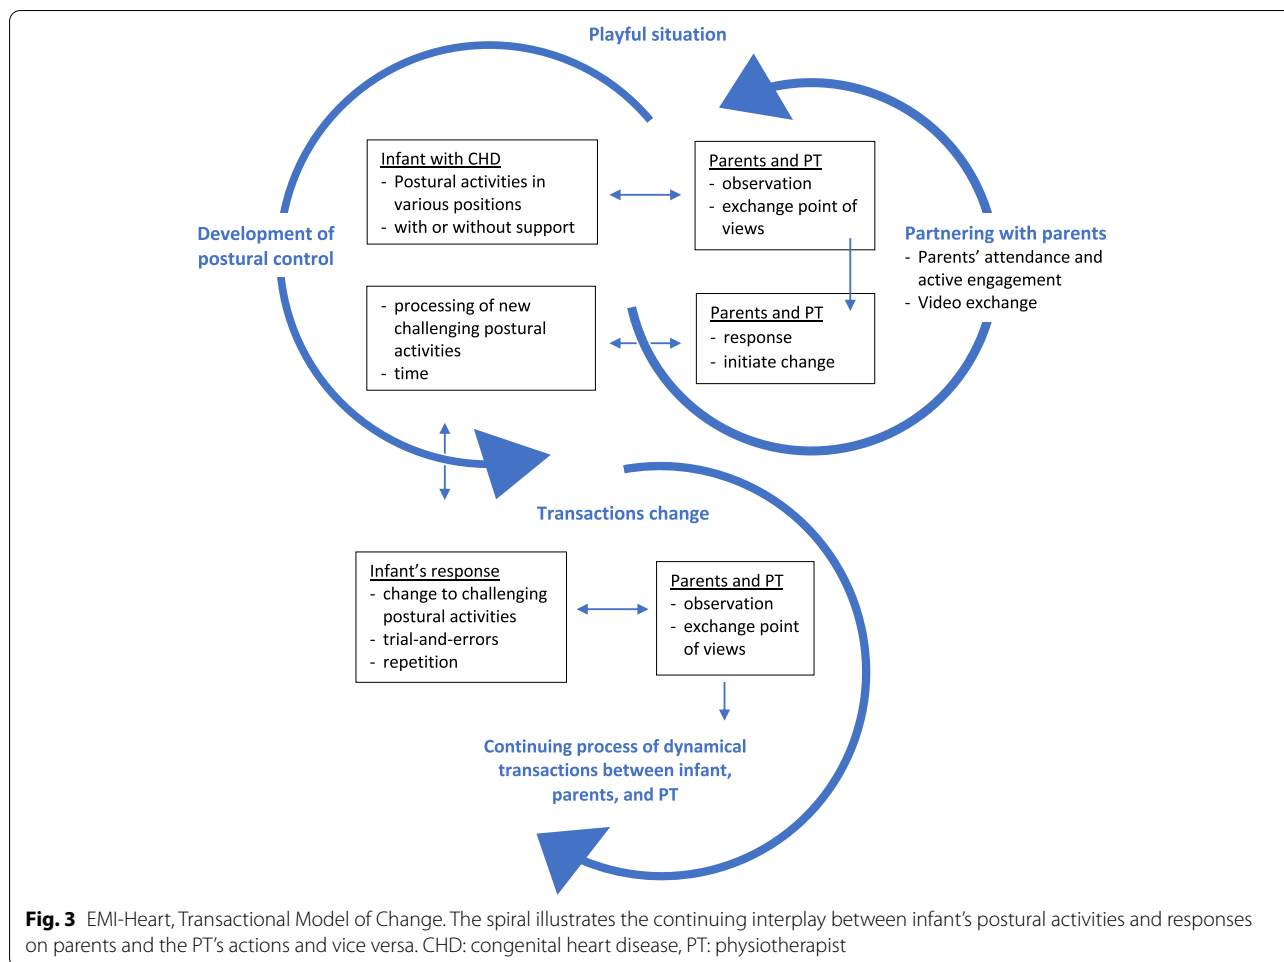 Playful situation
Infant with CHD
- Postural activities in
various positions
- with or without support
Parents and PT
- observation
- exchange point of
views
Development of
postural control
Partnering with parents
- Parents’ attendance and
active engagement
- Video exchange
- processing of new
challenging postural
activities
- time
Parents and PT
- response
- initiate change
Transactions change
Infant’s response
- change to challenging
postural activities
- trial-and-errors
- repetition
Parents and PT
- observation
- exchange point
of views
Continuing process of dynamical
transactions between infant,
parents, and PT
Fig. 3 EMI-Heart, Transactional Model of Change. The spiral illustrates the continuing interplay between infant’s postural activities and responses
on parents and the PT’s actions and vice versa. CHD: congenital heart disease, PT: physiotherapist